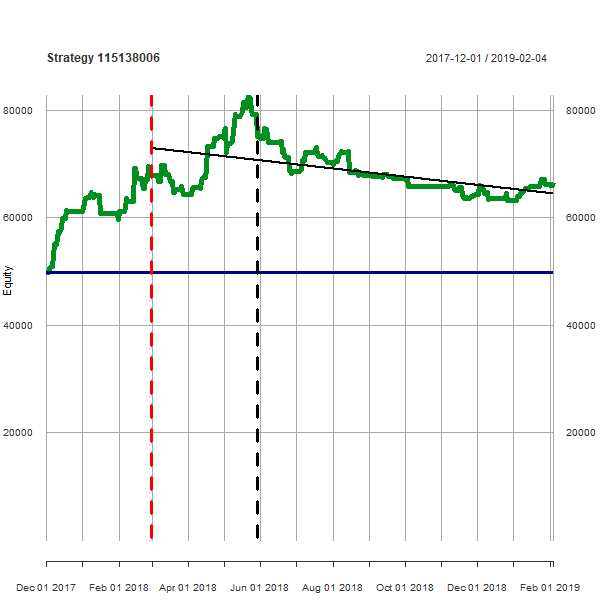 Strategy 115138006
2017-12-01 / 2019-02-04
80000
80000
60000
60000
Equity
40000
40000
20000
20000
Dec 01 2017
Feb 01 2018
Apr 01 2018
Jun 01 2018
Aug 01 2018
Oct 01 2018
Dec 01 2018
Feb 01 2019